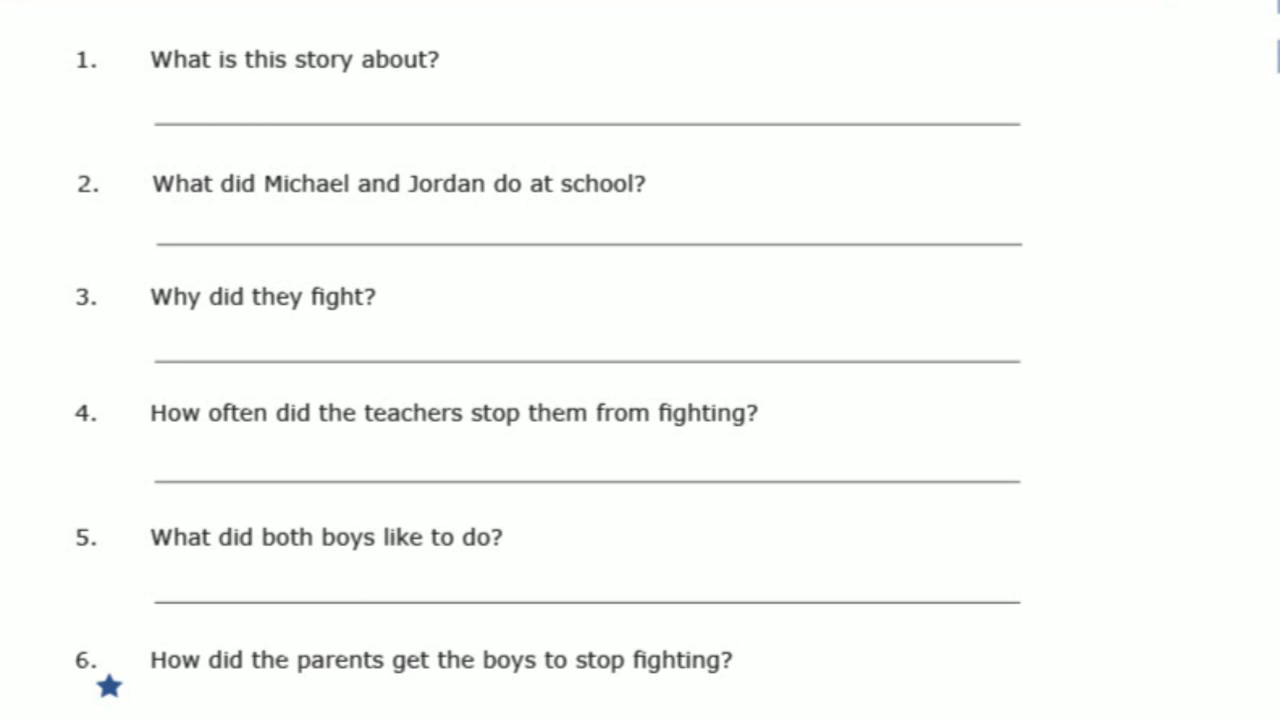 1. What is this story about?
2. What did Michael and Jordan do at school?
3. Why did they fight?
4. How often did the teachers stop them from fighting?
5. What did both boys like to do?
6. How did the parents get the boys to stop fighting?